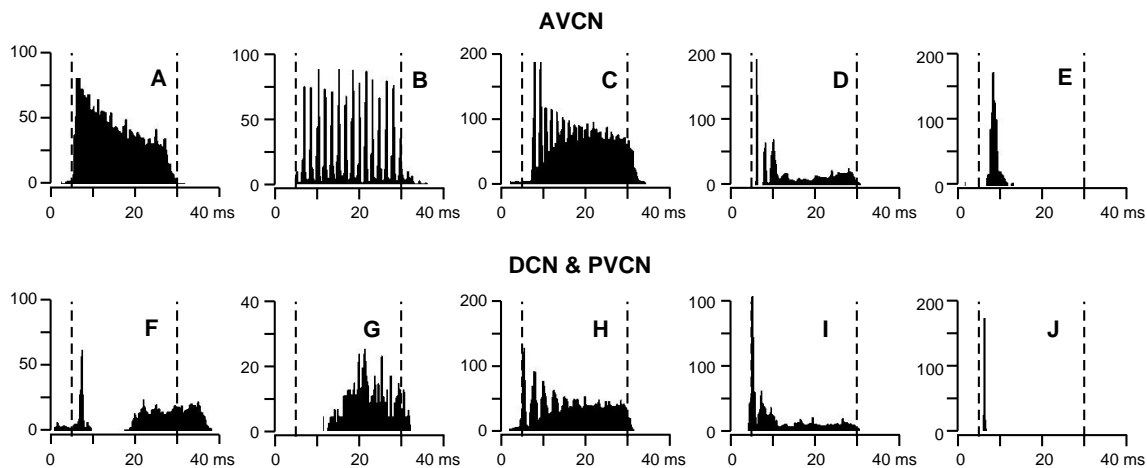 AVCN
100 50 0 A 0 20 40 ms
100 75 50 25 0 B 0 20 40 ms
200 100 0 C 0 20 40 ms
200 100 0 D 0 20 40 ms
200 100 0 E 0 20 40 ms
DCN & PVCN
100 50 0 F 0 20 40 ms
40 20 0 G 0 20 40 ms
200 100 0 H 0 20 40 ms
100 100 0 I 0 20 40 ms
200 100 0 J 0 20 40 ms